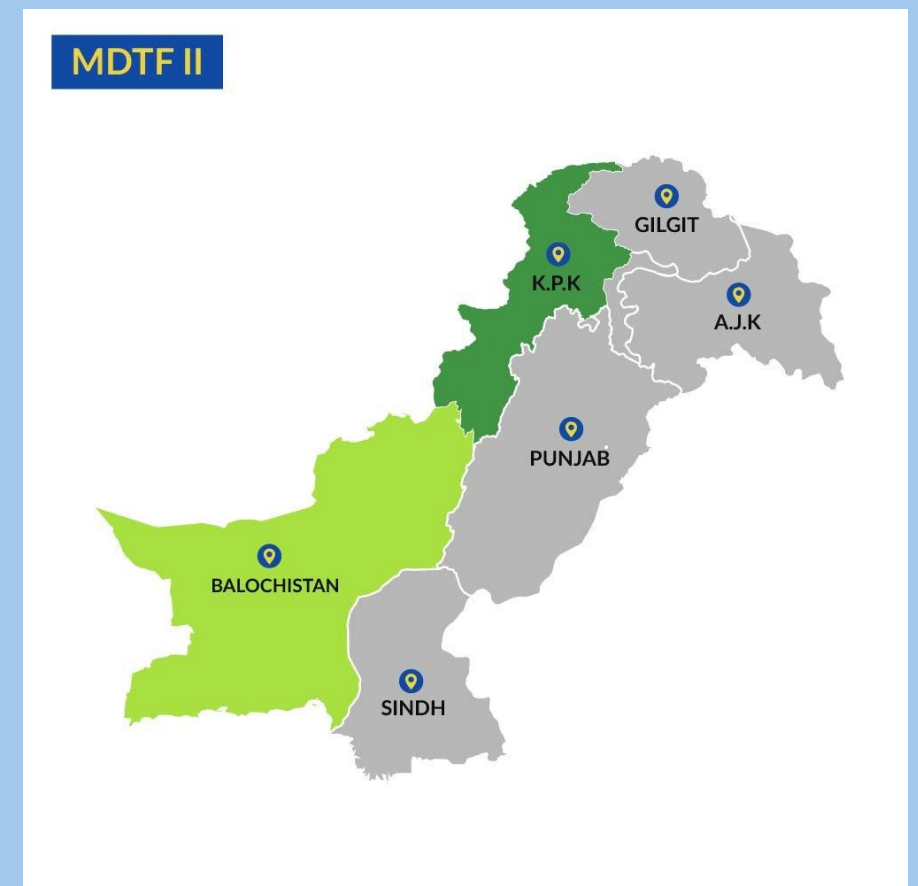 MDTF II
GILGIT
K.P.K
A.J.K
PUNJAB
BALOCHISTAN
SINDH